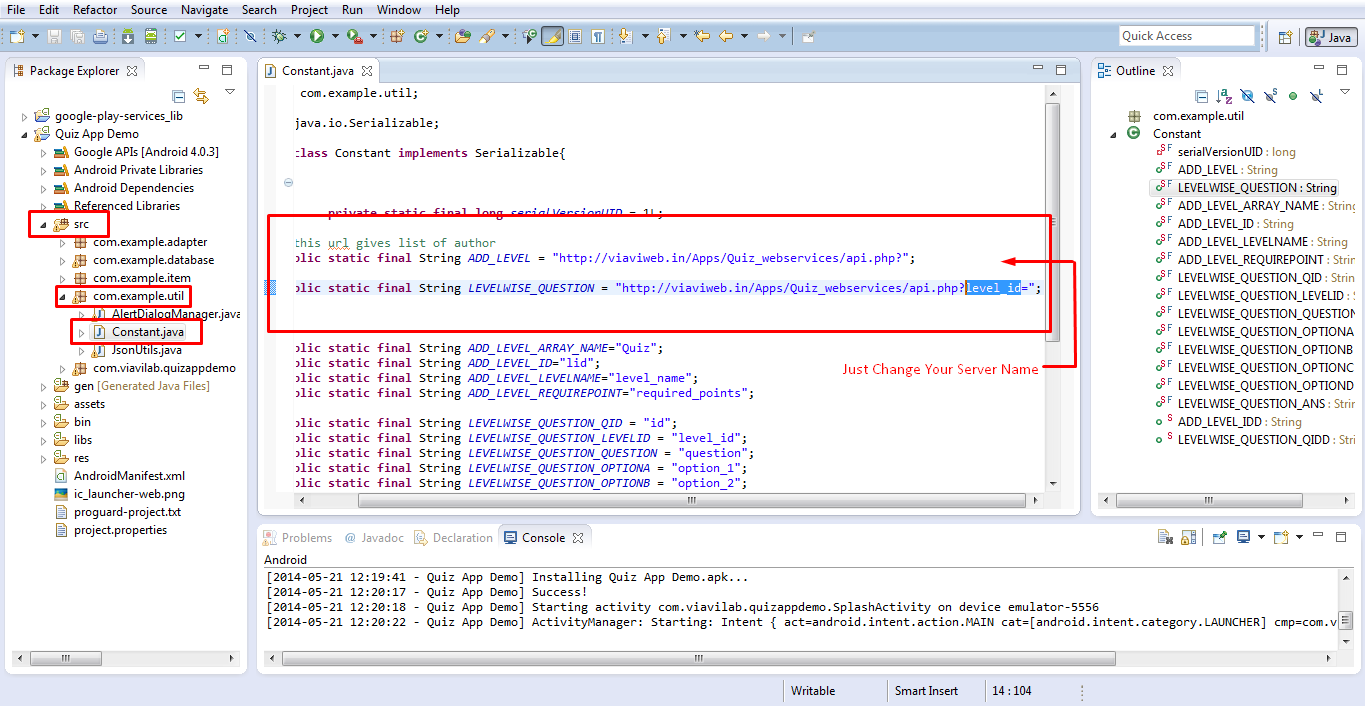 File Edit Refactor Source Navigate Search Project Run Window Help
Quick Access
Java
Package Explorer
google-play-services_lib
Quiz App Demo
Google APIs [Android 4.0.3]
Android Private Libraries
Android Dependencies
Referenced Libraries
src
com.example.adapter
com.example.database
com.example.item
com.example.util
AlertDialogManager.java
Constant.java
JsonUtils.java
com.viavilab.quizappdemo
gen [Generated Java Files]
assets
bin
libs
res
AndroidManifest.xml
ic_launcher-web.png
proguard-project.txt
project.properties
Constant.java
com.example.util;
java.io.Serializable;
class Constant implements Serializable{
private static final long serialVersionUID = 1L;
this url gives list of author
blic static final String ADD_LEVEL = "http://viaviweb.in/Apps/Quiz_webservices/api.php?";
blic static final String LEVELWISE_QUESTION = "http://viaviweb.in/Apps/Quiz_webservices/api.php?level_id=";
blic static final String ADD_LEVEL_ARRAY_NAME="Quiz";
blic static final String ADD_LEVEL_ID="lid";
blic static final String ADD_LEVEL_LEVELNAME="level_name";
blic static final String ADD_LEVEL_REQUIREPOINT="required_points";
Just Change Your Server Name
blic static final String LEVELWISE_QUESTION_QID = "id";
blic static final String LEVELWISE_QUESTION_LEVELID = "level_id";
blic static final String LEVELWISE_QUESTION_QUESTION = "question";
blic static final String LEVELWISE_QUESTION_OPTIONA = "option_1";
blic static final String LEVELWISE_QUESTION_OPTIONB = "option_2";
Outline
com.example.util
Constant
serialVersionUID : long
ADD_LEVEL : String
LEVELWISE_QUESTION : String
ADD_LEVEL_ARRAY_NAME : String
ADD_LEVEL_ID : String
ADD_LEVEL_LEVELNAME : String
ADD_LEVEL_REQUIREPOINT : String
LEVELWISE_QUESTION_QID : String
LEVELWISE_QUESTION_LEVELID : S
LEVELWISE_QUESTION_QUESTION
LEVELWISE_QUESTION_OPTIONA
LEVELWISE_QUESTION_OPTIONB
LEVELWISE_QUESTION_OPTIONC
LEVELWISE_QUESTION_OPTIOND
LEVELWISE_QUESTION_ANS : Strin
ADD_LEVEL_IDD : String
LEVELWISE_QUESTION_QIDD : Stri
Problems @ Javadoc Declaration Console
Android
[2014-05-21 12:19:41 - Quiz App Demo] Installing Quiz App Demo.apk...
[2014-05-21 12:20:17 - Quiz App Demo] Success!
[2014-05-21 12:20:18 - Quiz App Demo] Starting activity com.viavilab.quizappdemo.SplashActivity on device emulator-5556
[2014-05-21 12:20:22 - Quiz App Demo] ActivityManager: Starting: Intent { act=android.intent.action.MAIN cat=[android.intent.category.LAUNCHER] cmp=com.v
Writable Smart Insert 14 : 104